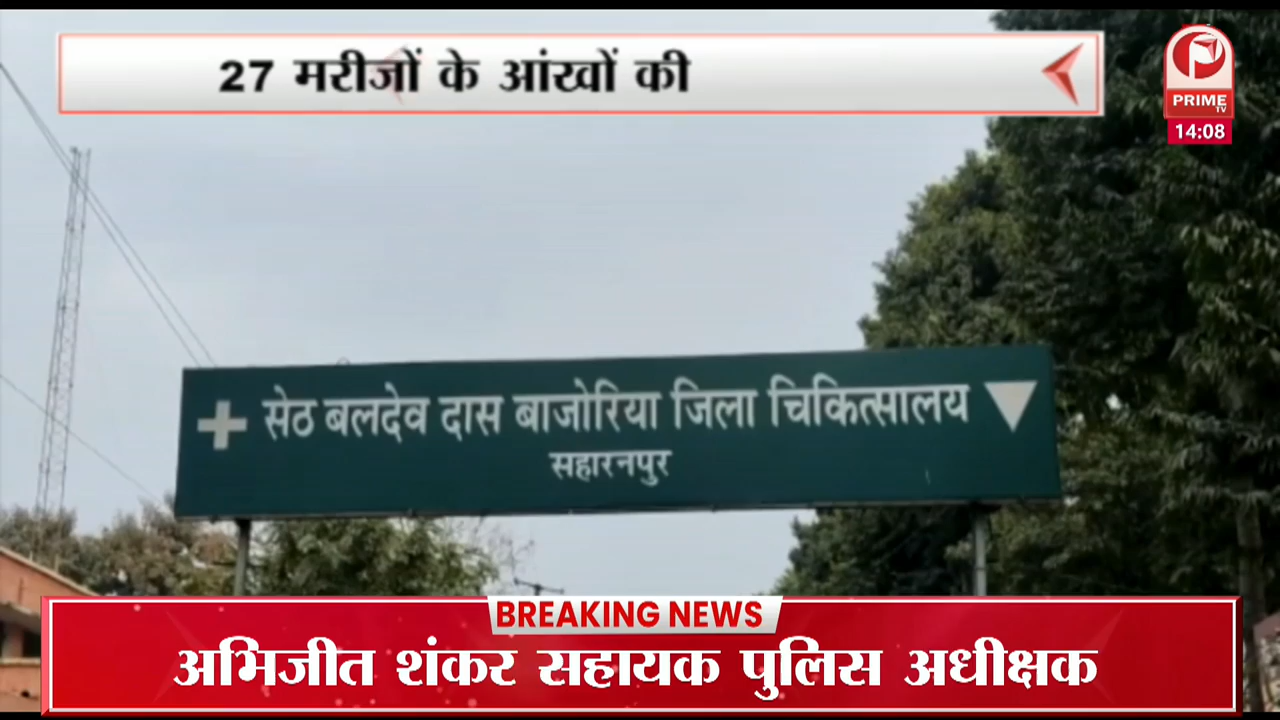 27 मरीजों के आंखों की
PRIME
TV
14:08
सेठ बलदेव दास बाजोरिया जिला चिकित्सालय
सहारनपुर
BREAKING NEWS
अभिजीत शंकर सहायक पुलिस अधीक्षक